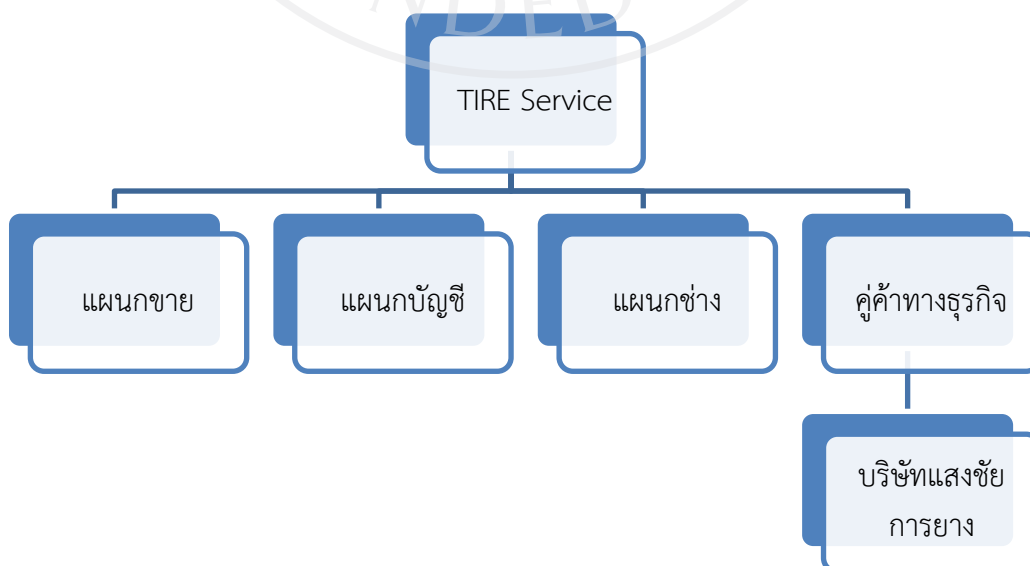 TIRE Service
แผนกขาย
แผนกบัญชี
แผนกช่าง
คู่ค้าทางธุรกิจ
บริษัทแสงชัย
การยาง